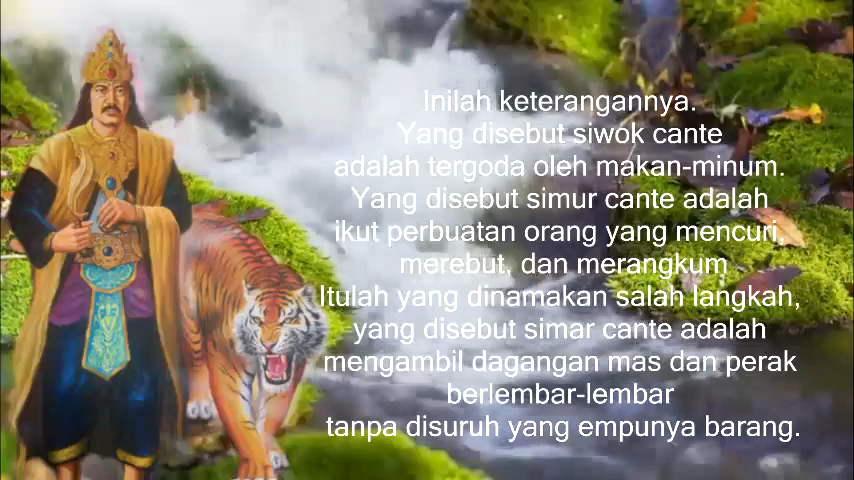 Inilah keterangannya.
Yang disebut siwok cante
adalah tergoda oleh makan-minum.
Yang disebut simur cante adalah
ikut perbuatan orang yang mencuri,
merebut, dan merangkum
Itulah yang dinamakan salah langkah,
yang disebut simar cante adalah
mengambil dagangan mas dan perak
berlembar-lembar
tanpa disuruh yang empunya barang.